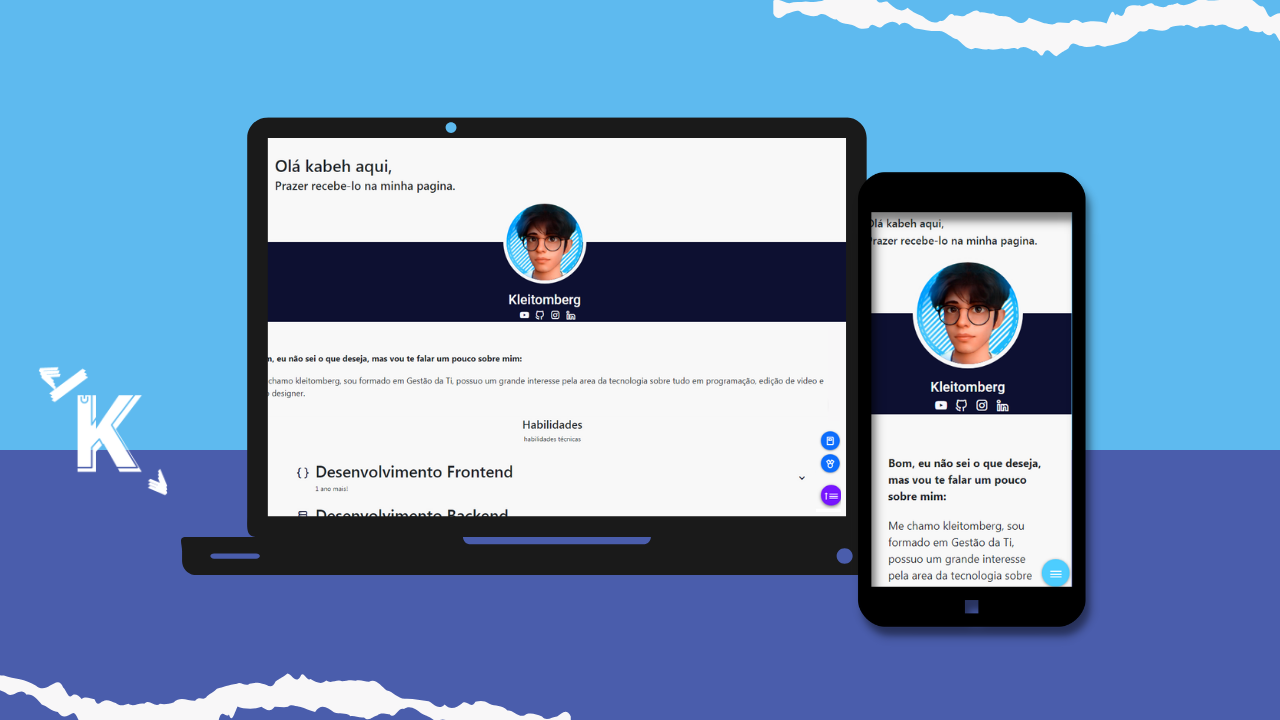 Olá kabeh aqui,
Prazer recebe-lo na minha pagina.
Kleitomberg
, eu não sei o que deseja, mas vou te falar um pouco sobre mim:
chamo kleitomberg, sou formado em Gestão da Ti, possuo um grande interesse pela area da tecnologia sobre tudo em programação, edição de video e
designer.
Habilidades
habilidades técnicas
{ } Desenvolvimento Frontend
1 ano mais!
Desenvolvimento Backend
K
Olá kabeh aqui,
Prazer recebe-lo na minha pagina.
Kleitomberg
Bom, eu não sei o que deseja,
mas vou te falar um pouco
sobre mim:
Me chamo kleitomberg, sou
formado em Gestão da Ti,
possuo um grande interesse
pela area da tecnologia sobre